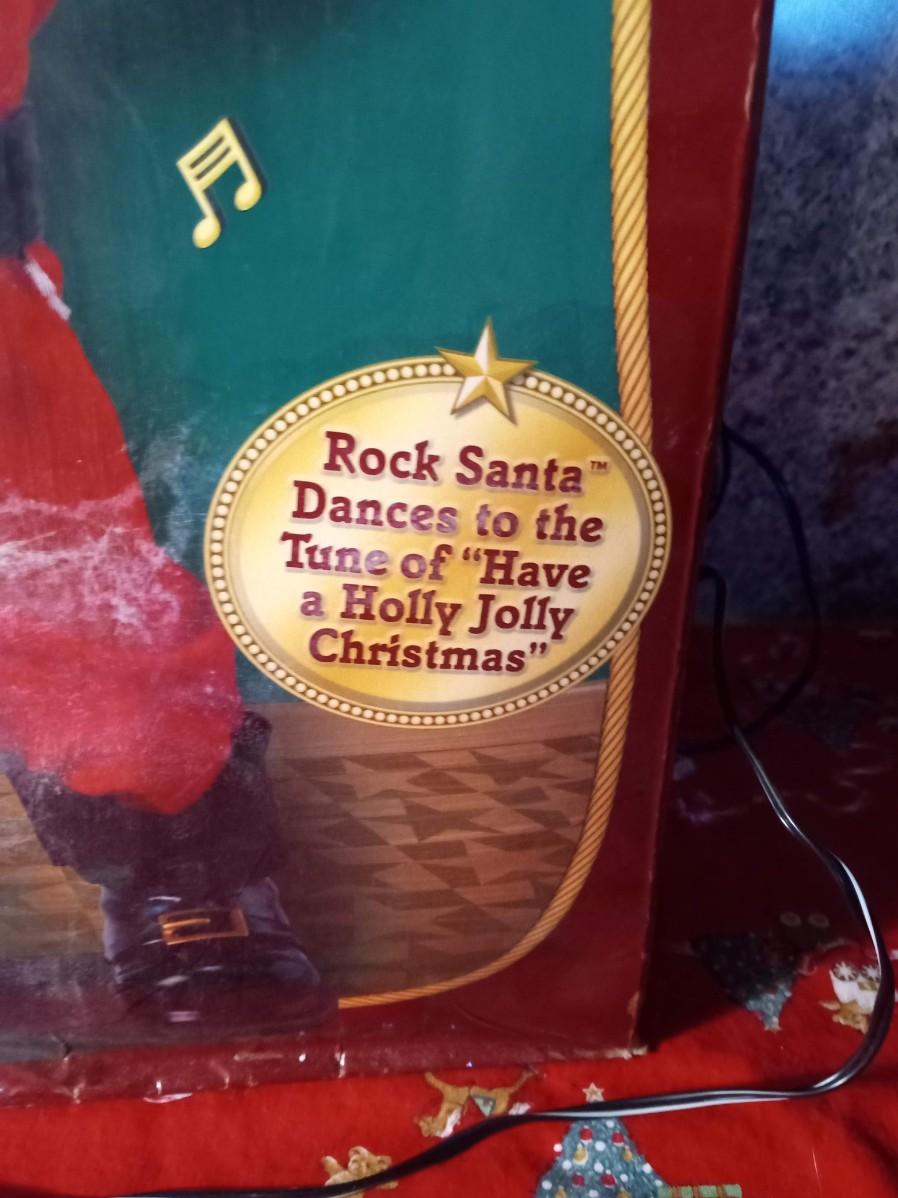 Rock Santa™
Dances to the
Tune of “Have
a Holly Jolly
Christmas”